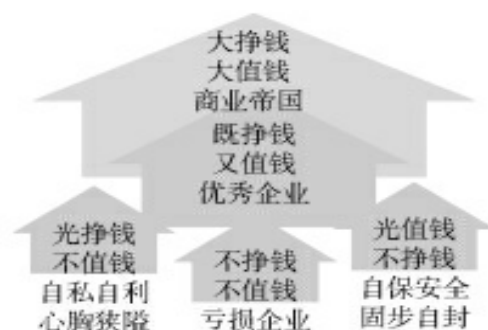 大挣钱
大值钱
商业帝国
既挣钱
又值钱
优秀企业
光挣钱
不值钱
自私自利
心胸狭隘
不挣钱
不值钱
亏损企业
光值钱
不挣钱
自保安全
固步自封